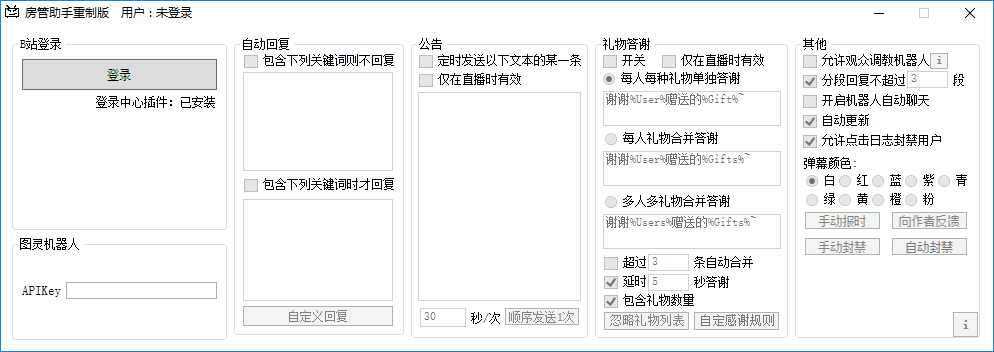 房管助手重制版 用户：未登录
B站登录
登录
登录中心插件: 已安装
图灵机器人
APIKey
自动回复
包含下列关键词则不回复
包含下列关键词时才回复
自定义回复
公告
定时发送以下文本的某一条
仅在直播时有效
30 秒/次 顺序发送1次
礼物答谢
开关 仅在直播时有效
每人每种礼物单独答谢
谢谢%User%赠送的%Gift%~
每人礼物合并答谢
谢谢%User%赠送的%Gifts%~
多人多礼物合并答谢
谢谢%Users%赠送的%Gifts%~
超过 3 条自动合并
延时 5 秒答谢
包含礼物数量
忽略礼物列表 自定感谢规则
其他
允许观众调教机器人 i
分段回复不超过 3 段
开启机器人自动聊天
自动更新
允许点击日志封禁用户
弹幕颜色:
白 红 蓝 紫 青
绿 黄 橙 粉
手动报时 向作者反馈
手动封禁 自动封禁
i